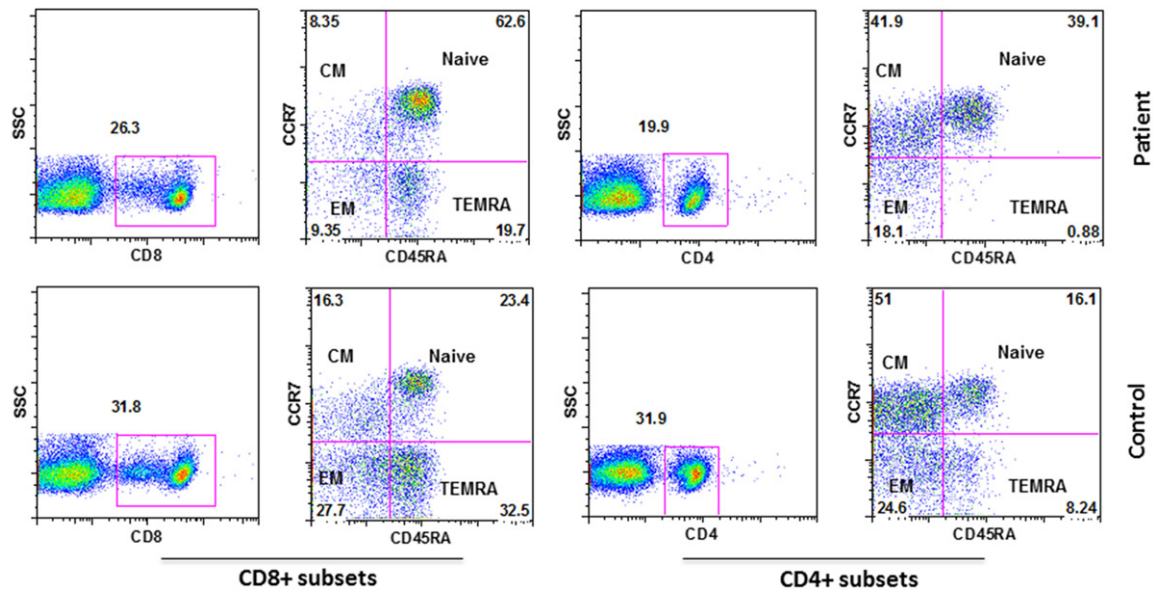 8.35 62.6
41.9 39.1
CM Naive
CM Naive
SSC
26.3
CCR7
SSC
19.9
CCR7
Patient
EM TEMRA
EM TEMRA
9.35 19.7
18.1 0.88
CD8
CD45RA
CD4
CD45RA
16.3 23.4
51 16.1
CM Naive
CM Naive
SSC
31.8
CCR7
SSC
31.9
CCR7
Control
EM TEMRA
EM TEMRA
27.7 32.5
24.6 8.24
CD8
CD45RA
CD4
CD45RA
CD8+ subsets
CD4+ subsets